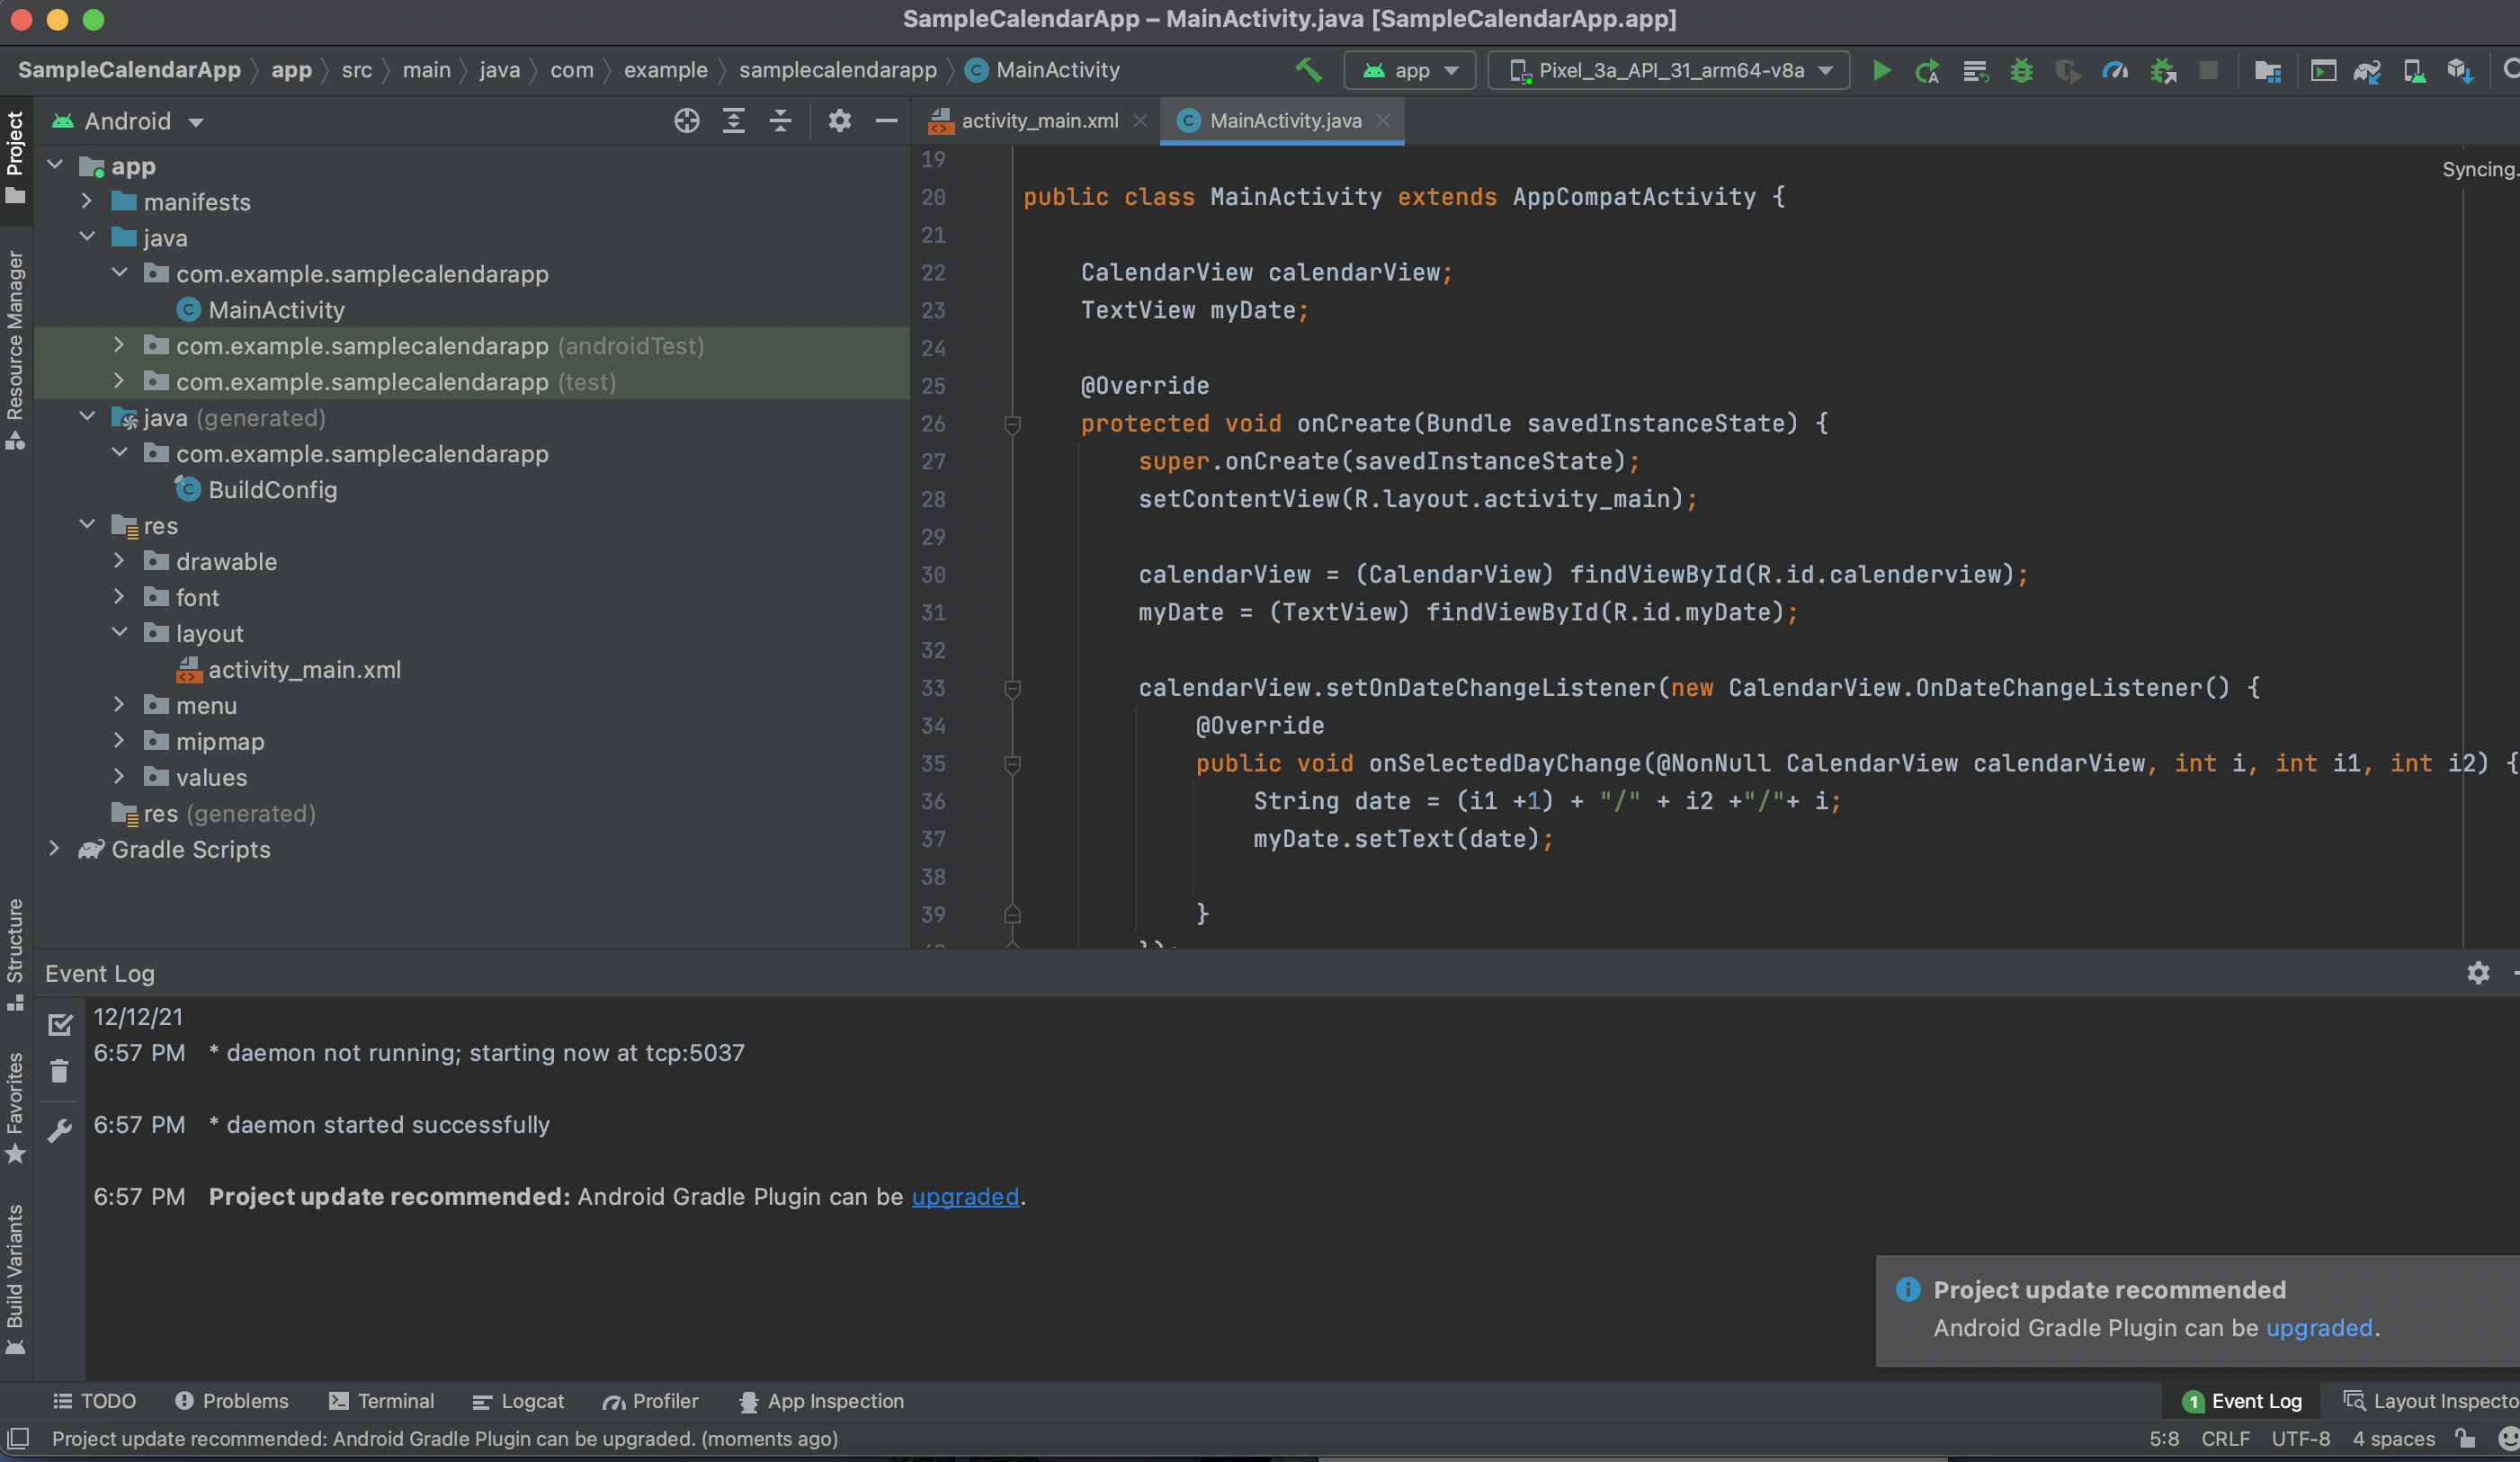 SampleCalendarApp – MainActivity.java [SampleCalendarApp.app]
SampleCalendarApp app src main java com example samplecalendarapp MainActivity
app
Pixel_3a_API_31_arm64-v8a
Project
Resource Manager
Structure
Favorites
Build Variants
Android
app
manifests
java
com.example.samplecalendarapp
MainActivity
com.example.samplecalendarapp (androidTest)
com.example.samplecalendarapp (test)
java (generated)
com.example.samplecalendarapp
BuildConfig
res
drawable
font
layout
activity_main.xml
menu
mipmap
values
res (generated)
Gradle Scripts
activity_main.xml
MainActivity.java
Syncing.
19
20 public class MainActivity extends AppCompatActivity {
21
22 CalendarView calendarView;
23 TextView myDate;
24
25 @Override
26 protected void onCreate(Bundle savedInstanceState) {
27 super.onCreate(savedInstanceState);
28 setContentView(R.layout.activity_main);
29
30 calendarView = (CalendarView) findViewById(R.id.calenderview);
31 myDate = (TextView) findViewById(R.id.myDate);
32
33 calendarView.setOnDateChangeListener(new CalendarView.OnDateChangeListener() {
34 @Override
35 public void onSelectedDayChange(@NonNull CalendarView calendarView, int i, int i1, int i2) {
36 String date = (i1 +1) + "/" + i2 +"/"+ i;
37 myDate.setText(date);
38
39 }
Event Log
12/12/21
6:57 PM * daemon not running; starting now at tcp:5037
6:57 PM * daemon started successfully
6:57 PM Project update recommended: Android Gradle Plugin can be upgraded.
Project update recommended
Android Gradle Plugin can be upgraded.
TODO Problems Terminal Logcat Profiler App Inspection
1 Event Log Layout Inspecto
Project update recommended: Android Gradle Plugin can be upgraded. (moments ago)
5:8 CRLF UTF-8 4 spaces